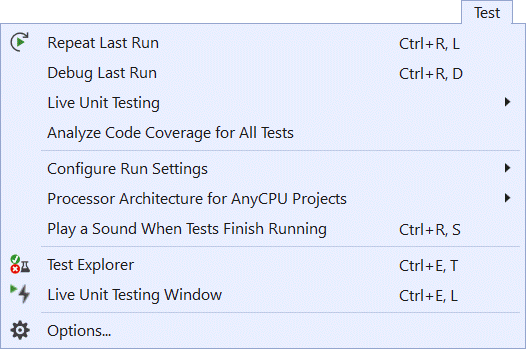 Test
Repeat Last Run Ctrl+R, L
Debug Last Run Ctrl+R, D
Live Unit Testing
Analyze Code Coverage for All Tests
Configure Run Settings
Processor Architecture for AnyCPU Projects
Play a Sound When Tests Finish Running Ctrl+R, S
Test Explorer Ctrl+E, T
Live Unit Testing Window Ctrl+E, L
Options...